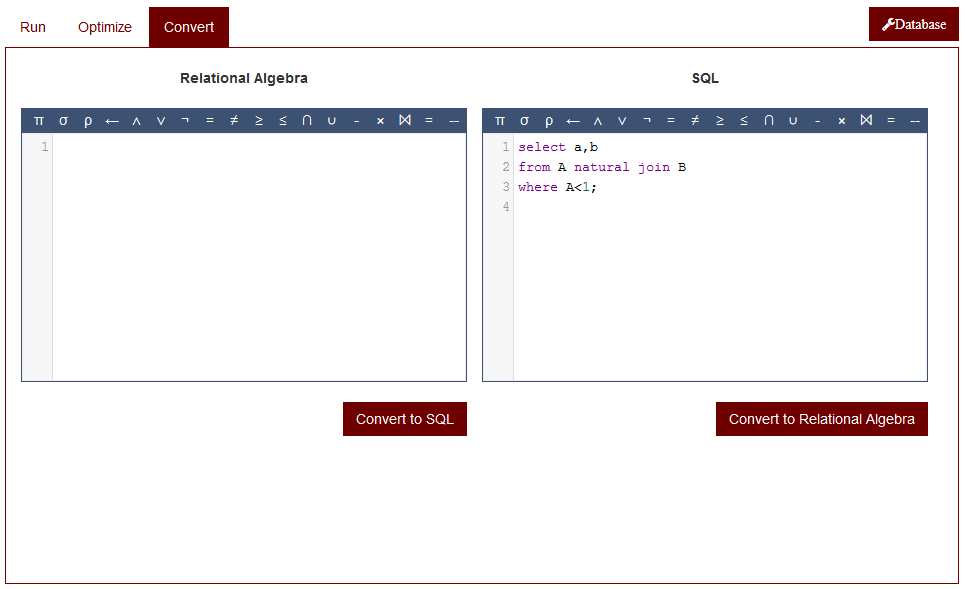 Run Optimize Convert Database
Relational Algebra SQL
π σ ρ ← ∧ ∨ ¬ = ≠ ≥ ≤ ∩ ∪ - × ⋈ = -- π σ ρ ← ∧ ∨ ¬ = ≠ ≥ ≤ ∩ ∪ - × ⋈ = --
1 1 select a,b
2 from A natural join B
3 where A<1;
4
Convert to SQL Convert to Relational Algebra